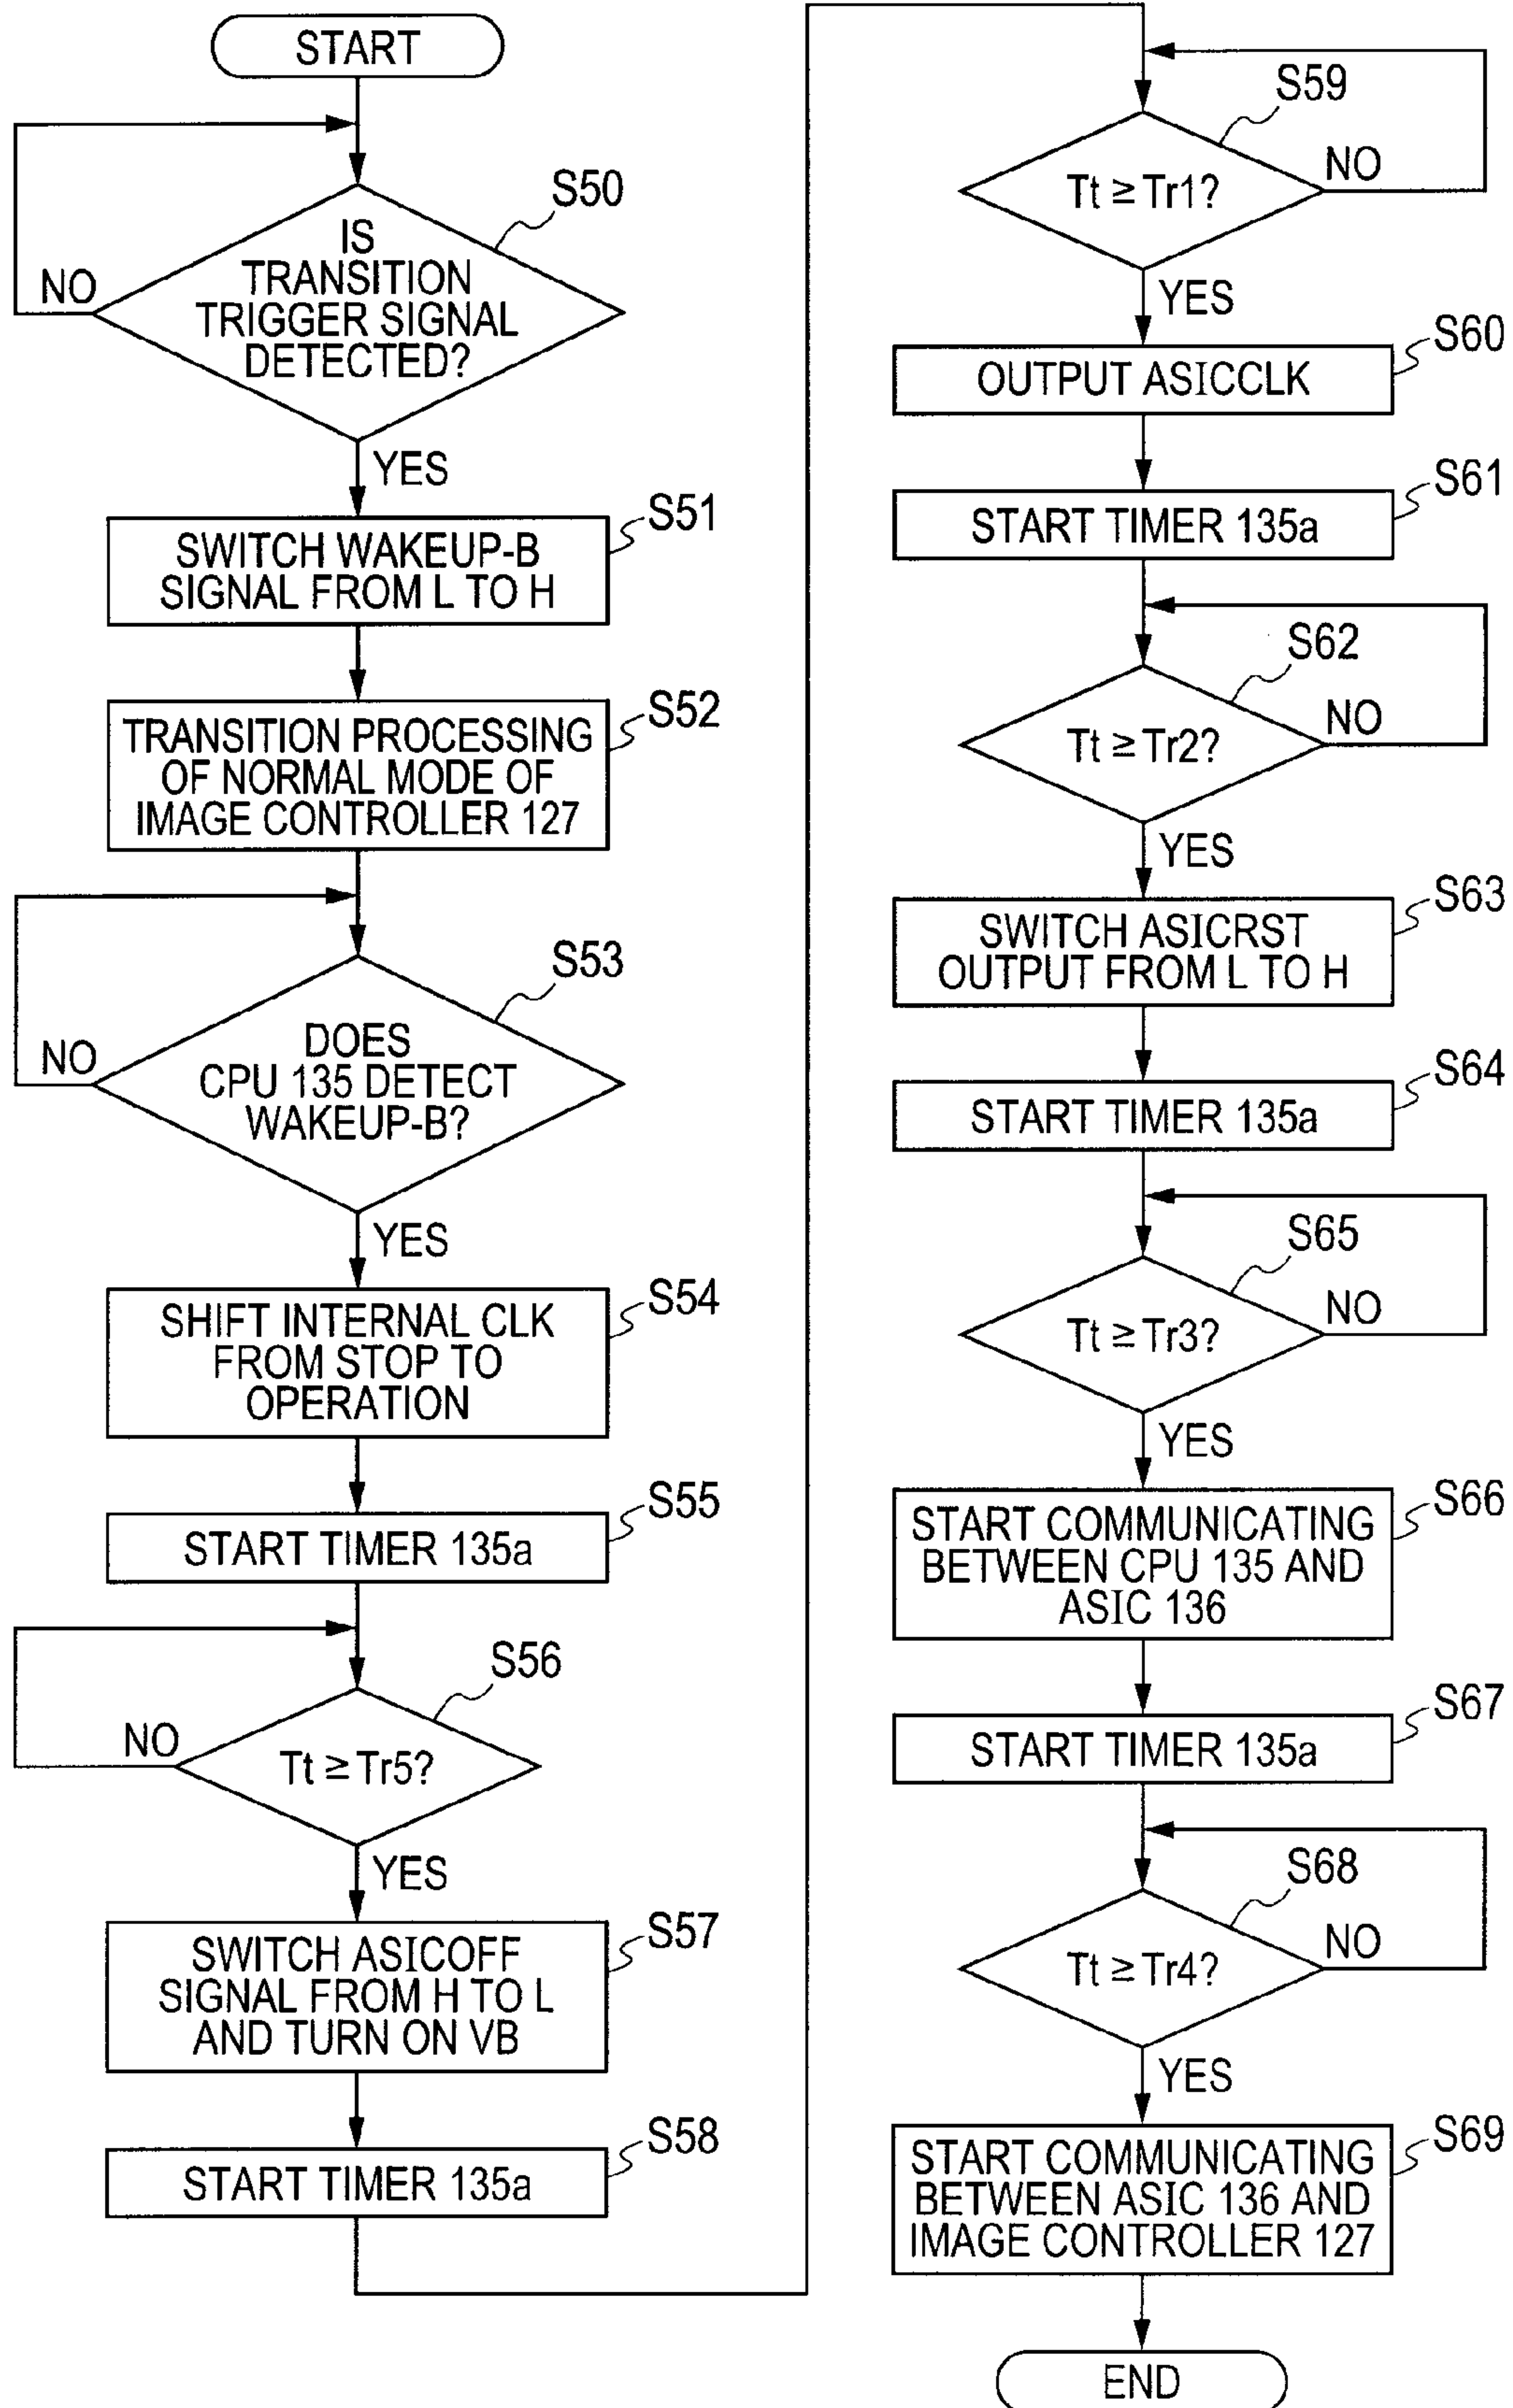 START
S50
IS
TRANSITION
TRIGGER SIGNAL
DETECTED?
NO
YES
S51
SWITCH WAKEUP-B
SIGNAL FROM L TO H
S52
TRANSITION PROCESSING
OF NORMAL MODE OF
IMAGE CONTROLLER 127
S53
DOES
CPU 135 DETECT
WAKEUP-B?
NO
YES
S54
SHIFT INTERNAL CLK
FROM STOP TO
OPERATION
S55
START TIMER 135a
S56
Tt ≥ Tr5?
NO
YES
S57
SWITCH ASICOFF
SIGNAL FROM H TO L
AND TURN ON VB
S58
START TIMER 135a
S59
Tt ≥ Tr1?
NO
YES
S60
OUTPUT ASICCLK
S61
START TIMER 135a
S62
Tt ≥ Tr2?
NO
YES
S63
SWITCH ASICRST
OUTPUT FROM L TO H
S64
START TIMER 135a
S65
Tt ≥ Tr3?
NO
YES
S66
START COMMUNICATING
BETWEEN CPU 135 AND
ASIC 136
S67
START TIMER 135a
S68
Tt ≥ Tr4?
NO
YES
S69
START COMMUNICATING
BETWEEN ASIC 136 AND
IMAGE CONTROLLER 127
END